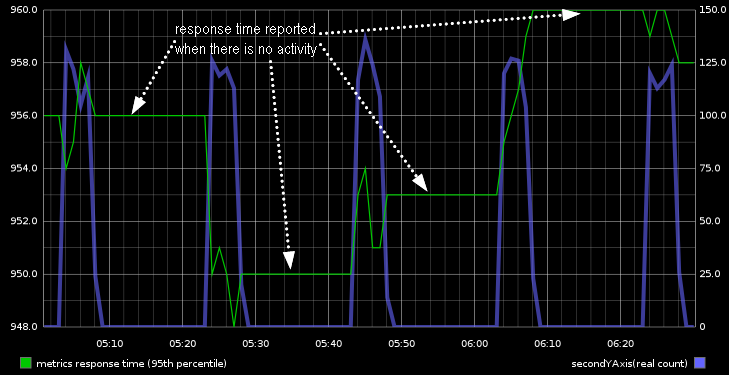 960.0 150.0
response time reported
when there is no activity
958.0 125.0
956.0 100.0
954.0 75.0
952.0 50.0
950.0 25.0
948.0 0
05:10 05:20 05:30 05:40 05:50 06:00 06:10 06:20
metrics response time (95th percentile) secondYAxis(real count)